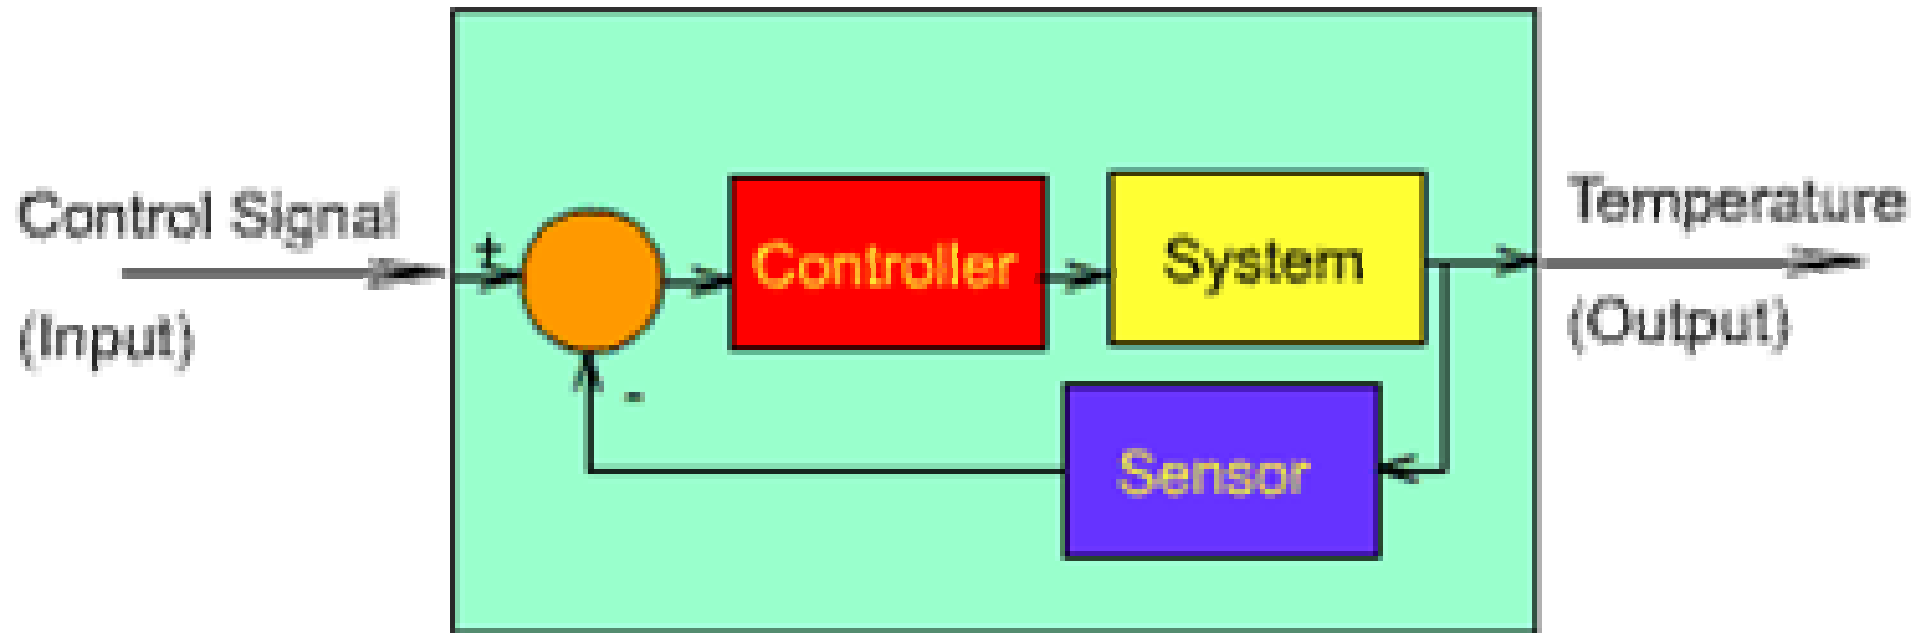 Control Signal
(Input)
+
-
Controller
System
Sensor
Temperature
(Output)